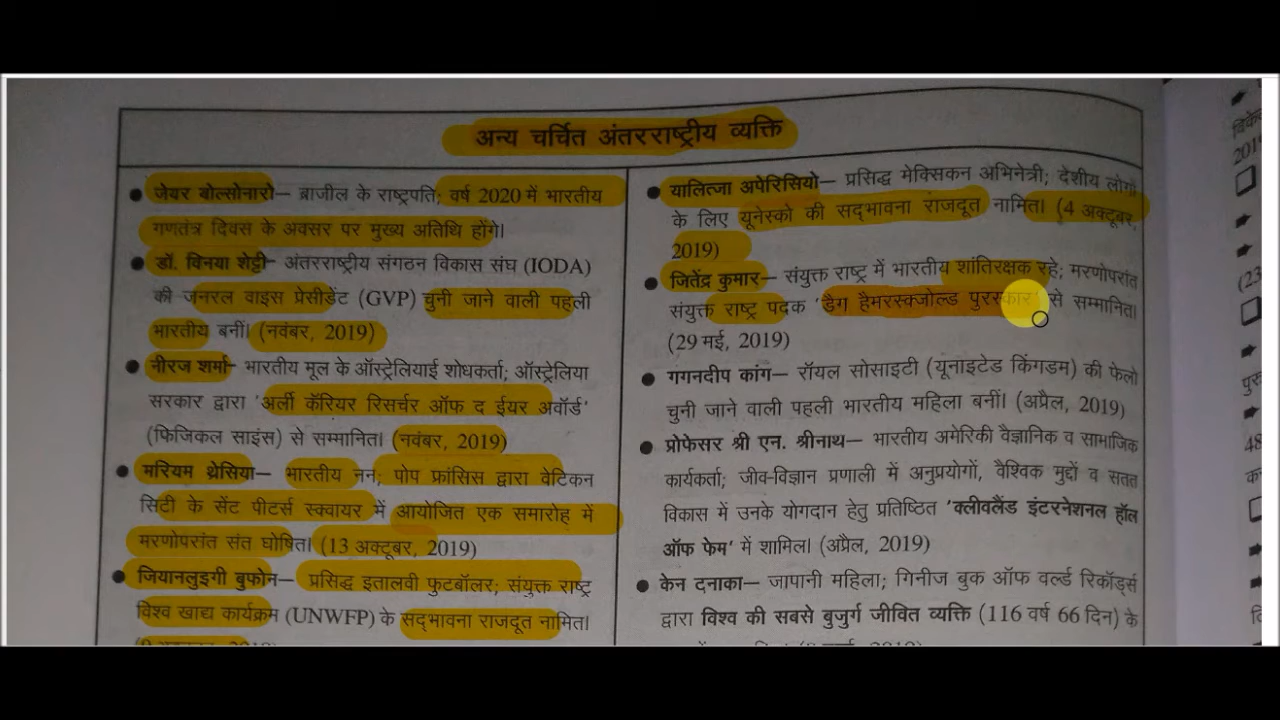 अन्य चर्चित अंतरराष्ट्रीय व्यक्ति
● जेयर बोल्सोनारो– ब्राजील के राष्ट्रपति; वर्ष 2020 में भारतीय
गणतंत्र दिवस के अवसर पर मुख्य अतिथि होंगे।
● डॉ. विनया शेट्टी– अंतरराष्ट्रीय संगठन विकास संघ (IODA)
की जनरल वाइस प्रेसीडेंट (GVP) चुनी जाने वाली पहली
भारतीय बनीं। (नवंबर, 2019)
● नीरज शर्मा– भारतीय मूल के ऑस्ट्रेलियाई शोधकर्ता; ऑस्ट्रेलिया
सरकार द्वारा 'अर्ली कॅरियर रिसर्चर ऑफ द ईयर अवॉर्ड'
(फिजिकल साइंस) से सम्मानित। (नवंबर, 2019)
● मरियम थ्रेसिया– भारतीय नन; पोप फ्रांसिस द्वारा वेटिकन
सिटी के सेंट पीटर्स स्क्वायर में आयोजित एक समारोह में
मरणोपरांत संत घोषित। (13 अक्टूबर, 2019)
● जियानलुइगी बुफोन– प्रसिद्ध इतालवी फुटबॉलर; संयुक्त राष्ट्र
विश्व खाद्य कार्यक्रम (UNWFP) के सद्भावना राजदूत नामित।
● यालित्जा अपेरिसियो– प्रसिद्ध मेक्सिकन अभिनेत्री; देशीय लोगों
के लिए यूनेस्को की सद्भावना राजदूत नामित। (4 अक्टूबर,
2019)
● जितेंद्र कुमार– संयुक्त राष्ट्र में भारतीय शांतिरक्षक रहे; मरणोपरांत
संयुक्त राष्ट्र पदक 'डैग हैमरस्क्जोल्ड पुरस्कार' से सम्मानित।
(29 मई, 2019)
● गगनदीप कांग– रॉयल सोसाइटी (यूनाइटेड किंगडम) की फेलो
चुनी जाने वाली पहली भारतीय महिला बनीं। (अप्रैल, 2019)
● प्रोफेसर श्री एन. श्रीनाथ– भारतीय अमेरिकी वैज्ञानिक व सामाजिक
कार्यकर्ता; जीव-विज्ञान प्रणाली में अनुप्रयोगों, वैश्विक मुद्दों व सतत
विकास में उनके योगदान हेतु प्रतिष्ठित 'क्लीवलैंड इंटरनेशनल हॉल
ऑफ फेम' में शामिल। (अप्रैल, 2019)
● केन टनाका– जापानी महिला; गिनीज बुक ऑफ वर्ल्ड रिकॉर्ड्स
द्वारा विश्व की सबसे बुजुर्ग जीवित व्यक्ति (116 वर्ष 66 दिन) के